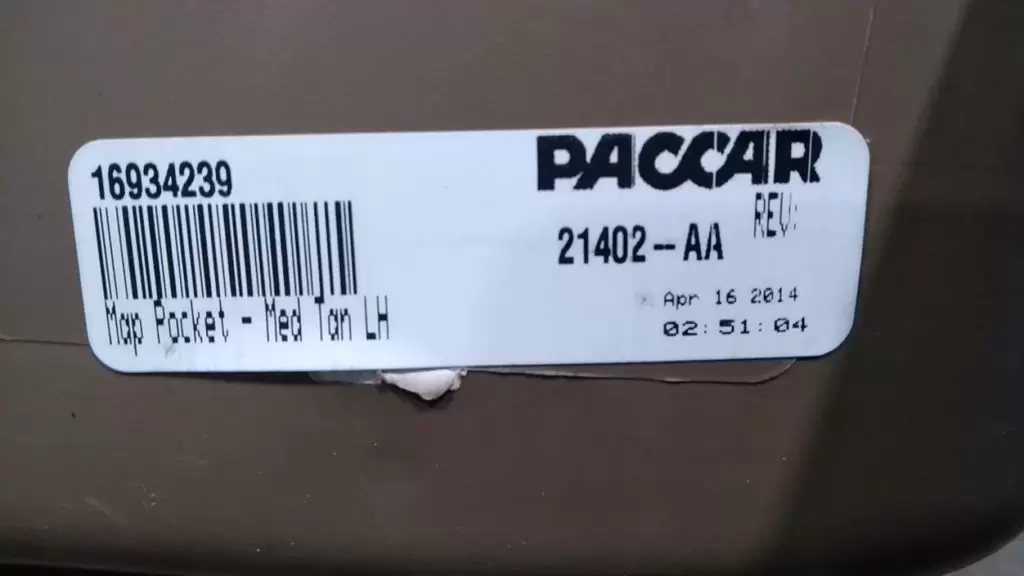 16934239
PACCAR
REV:
21402-AA
Map Pocket - Med Tan LH
Apr 16 2014
02:51:04